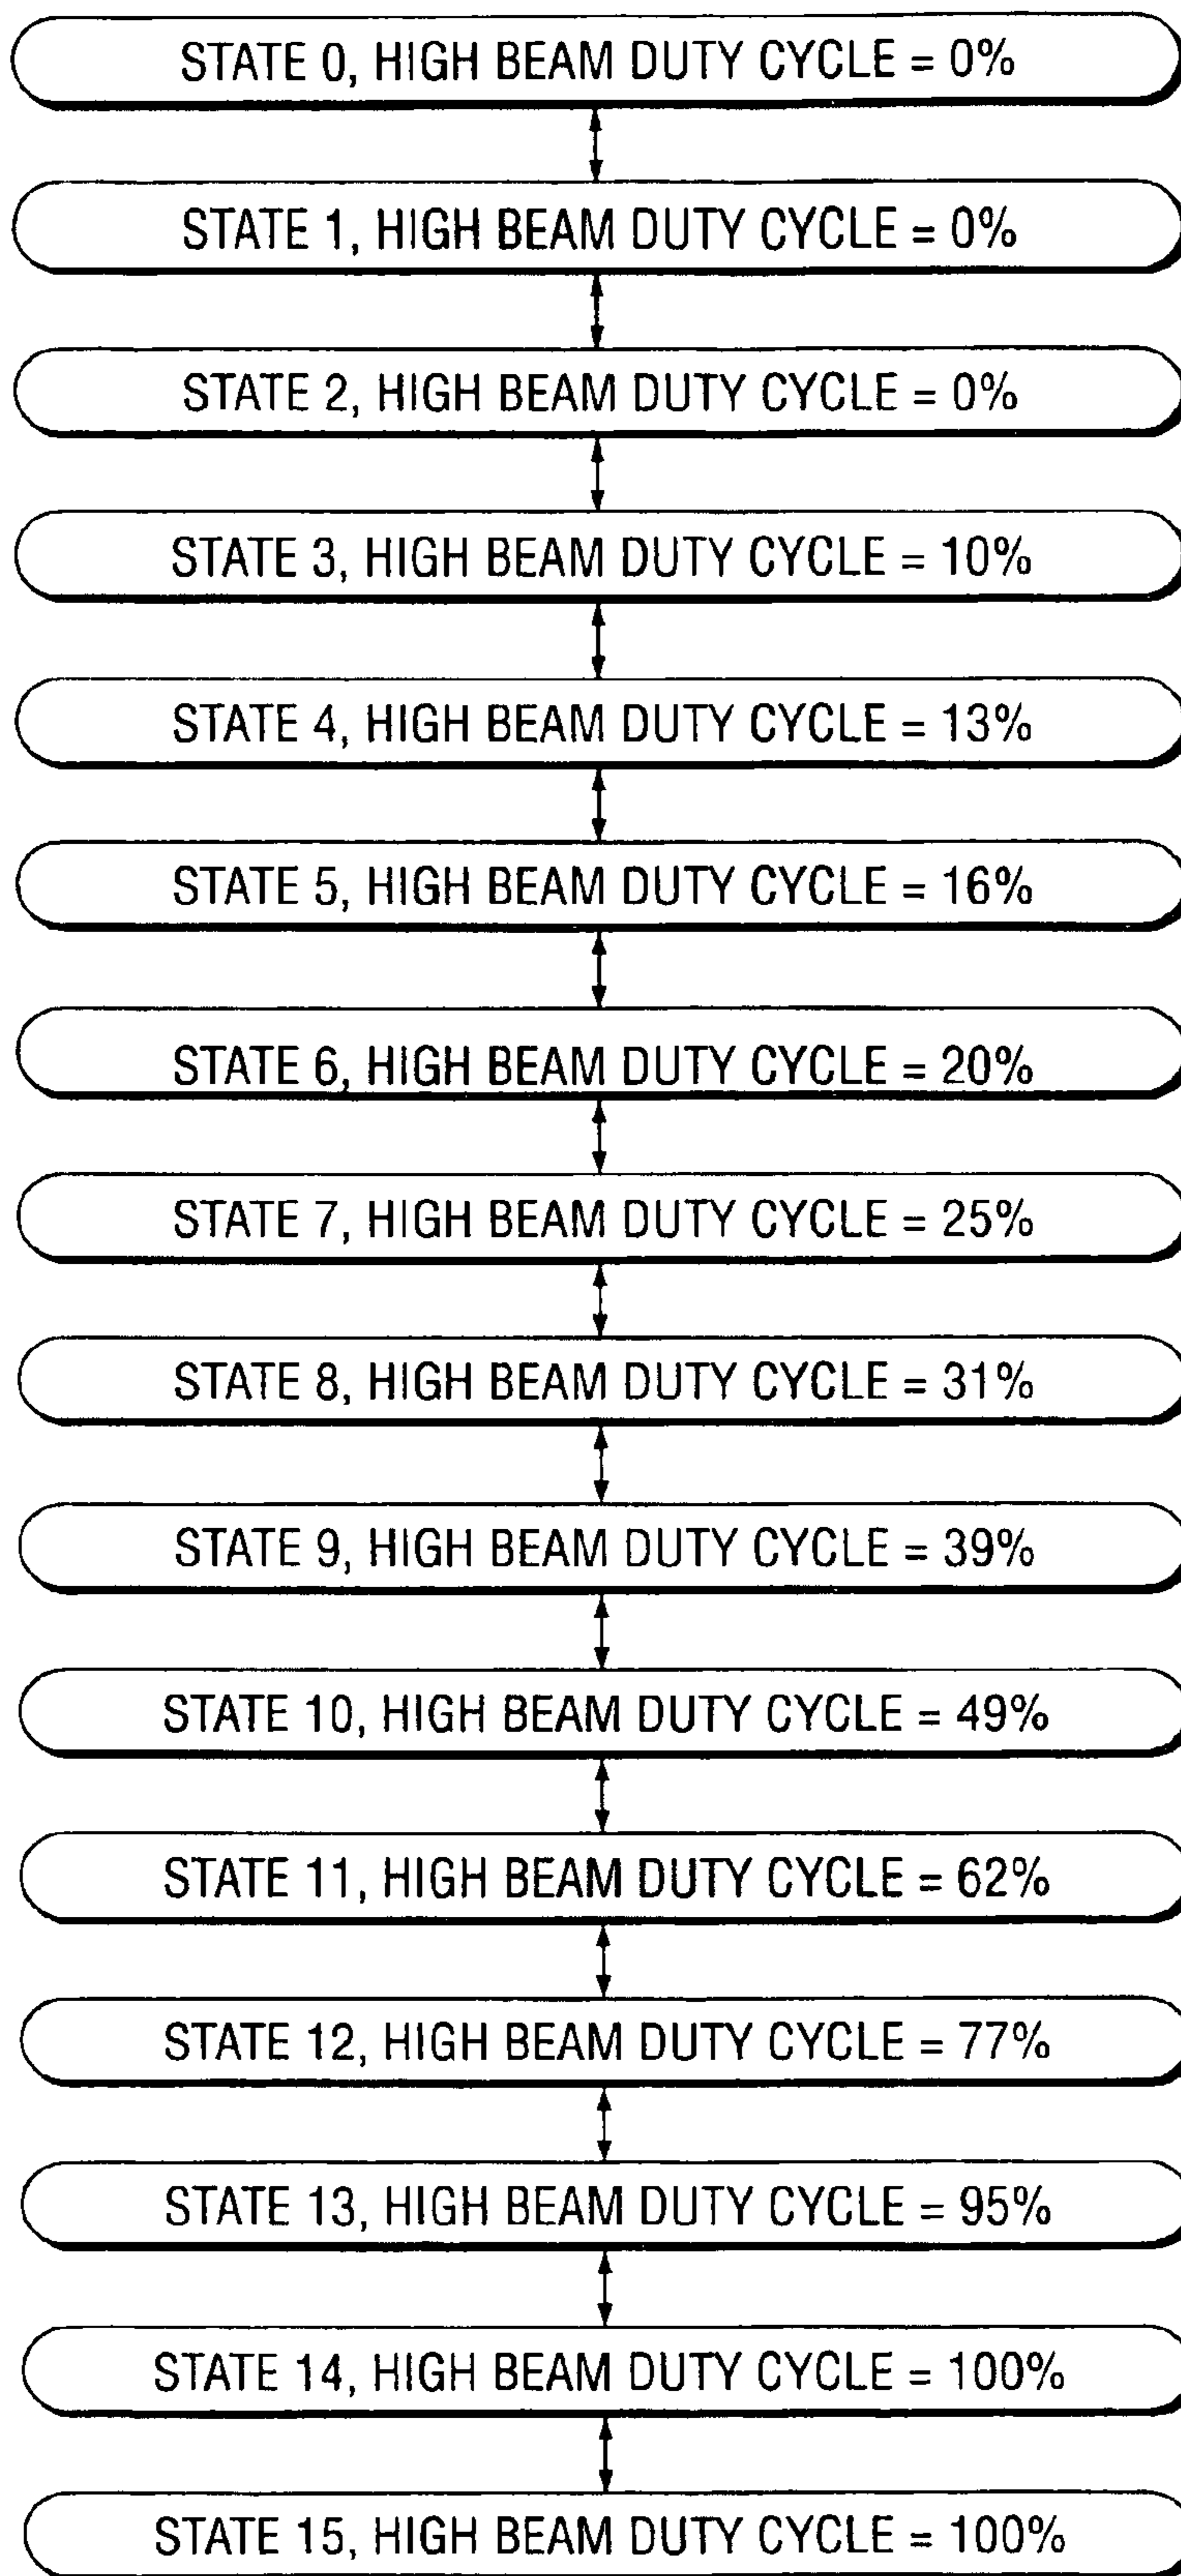 STATE 0, HIGH BEAM DUTY CYCLE = 0%
STATE 1, HIGH BEAM DUTY CYCLE = 0%
STATE 2, HIGH BEAM DUTY CYCLE = 0%
STATE 3, HIGH BEAM DUTY CYCLE = 10%
STATE 4, HIGH BEAM DUTY CYCLE = 13%
STATE 5, HIGH BEAM DUTY CYCLE = 16%
STATE 6, HIGH BEAM DUTY CYCLE = 20%
STATE 7, HIGH BEAM DUTY CYCLE = 25%
STATE 8, HIGH BEAM DUTY CYCLE = 31%
STATE 9, HIGH BEAM DUTY CYCLE = 39%
STATE 10, HIGH BEAM DUTY CYCLE = 49%
STATE 11, HIGH BEAM DUTY CYCLE = 62%
STATE 12, HIGH BEAM DUTY CYCLE = 77%
STATE 13, HIGH BEAM DUTY CYCLE = 95%
STATE 14, HIGH BEAM DUTY CYCLE = 100%
STATE 15, HIGH BEAM DUTY CYCLE = 100%